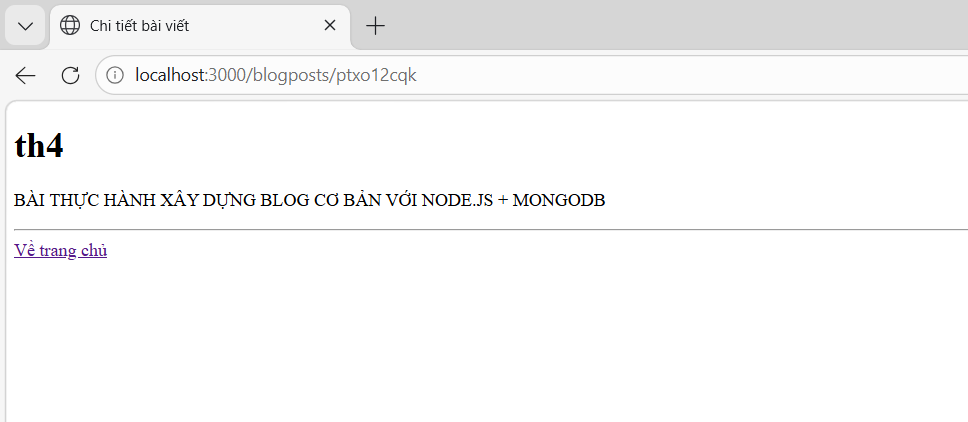 Chi tiết bài viết
localhost:3000/blogposts/ptxo12cqk
th4
BÀI THỰC HÀNH XÂY DỰNG BLOG CƠ BẢN VỚI NODE.JS + MONGODB
Về trang chủ